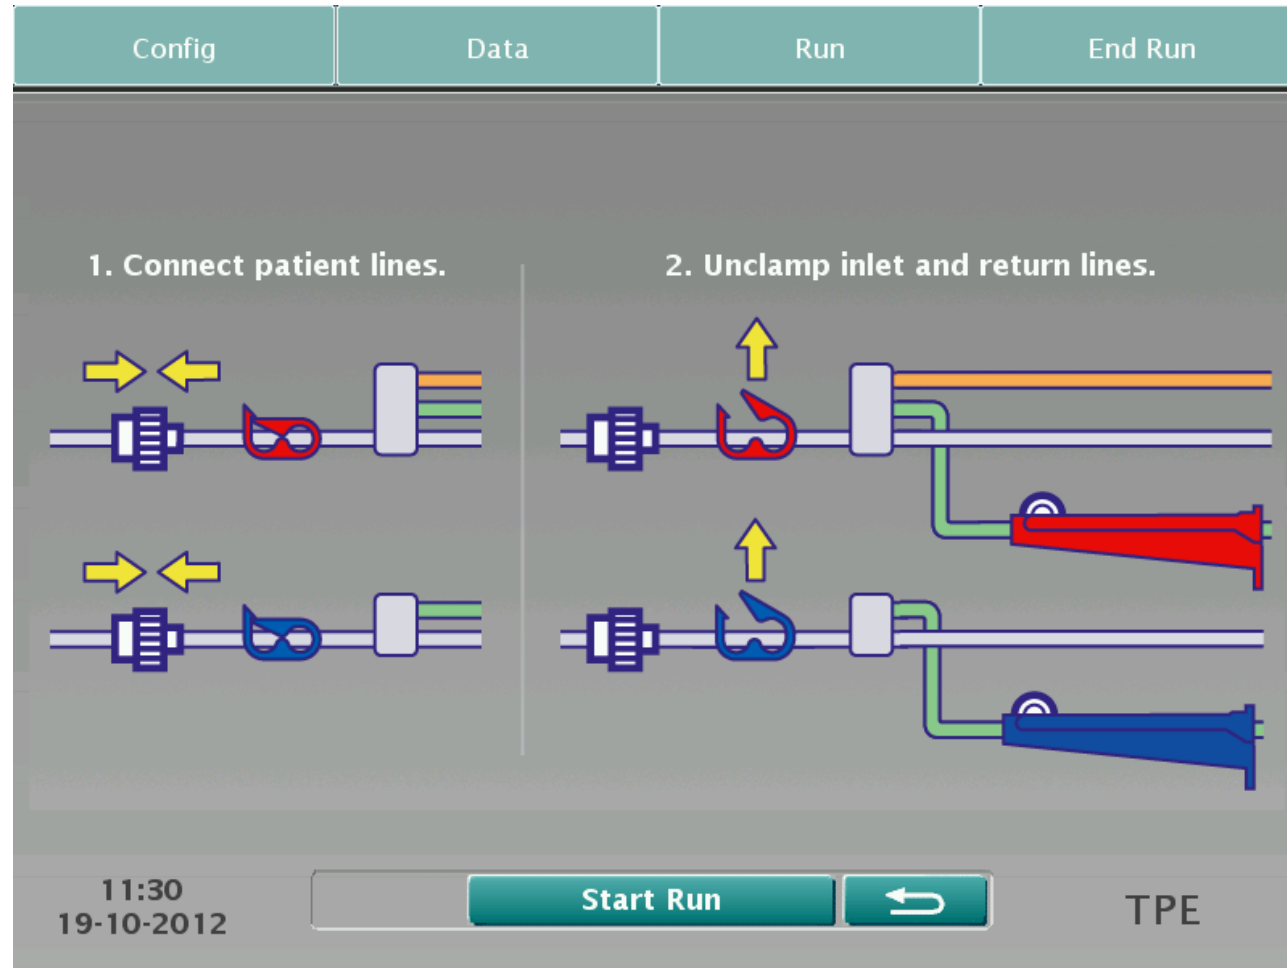 Config
Data
Run
End Run
1. Connect patient lines.
2. Unclamp inlet and return lines.
11:30
19-10-2012
Start Run
TPE